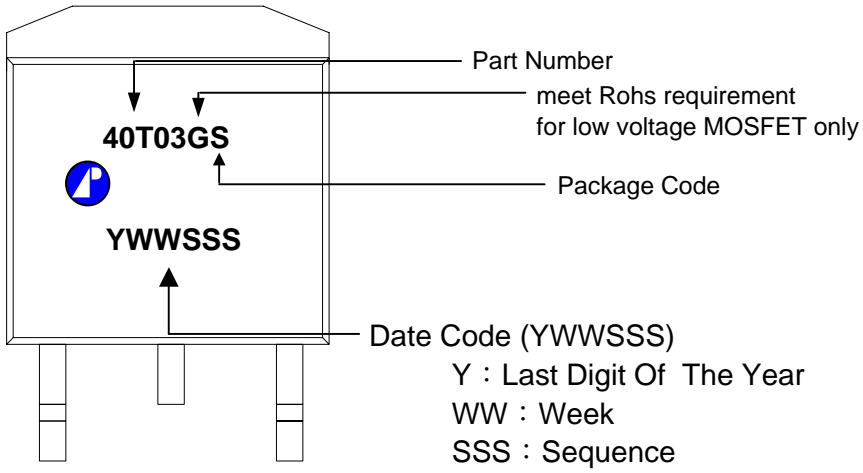 Part Number
meet Rohs requirement
for low voltage MOSFET only
40T03GS
Package Code
YWWSSS
Date Code (YWWSSS)
Y：Last Digit Of The Year
WW：Week
SSS：Sequence